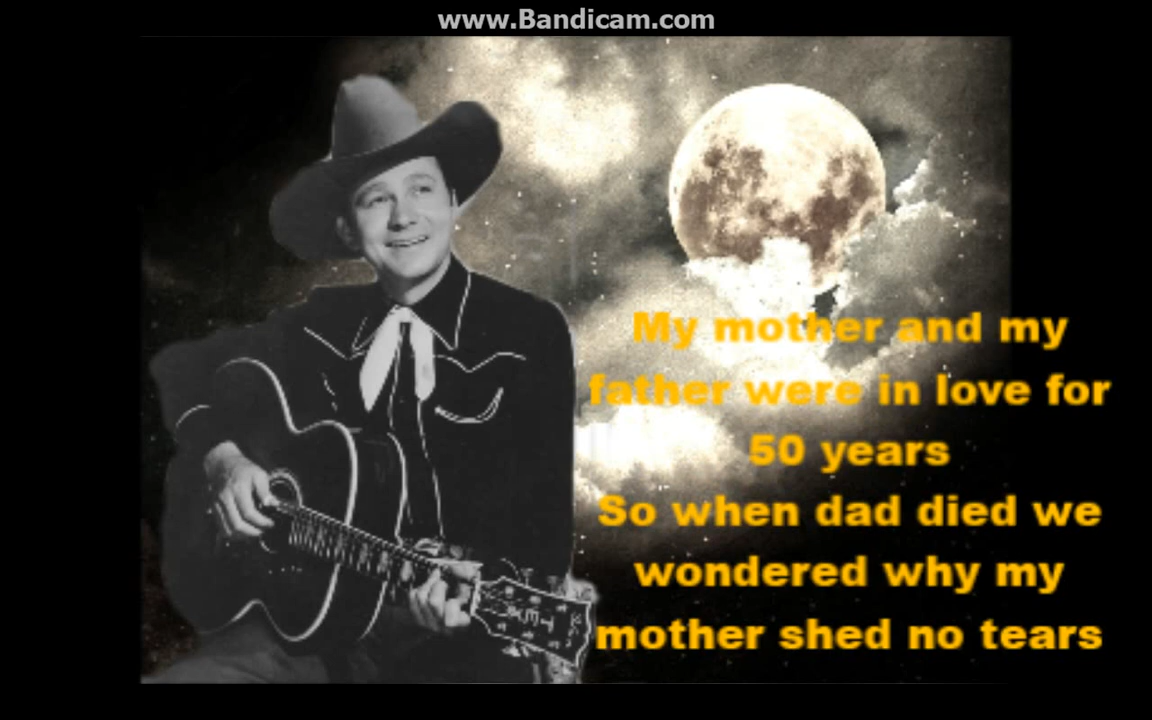 www.Bandicam.com
My mother and my
father were in love for
50 years
So when dad died we
wondered why my
mother shed no tears
TEX